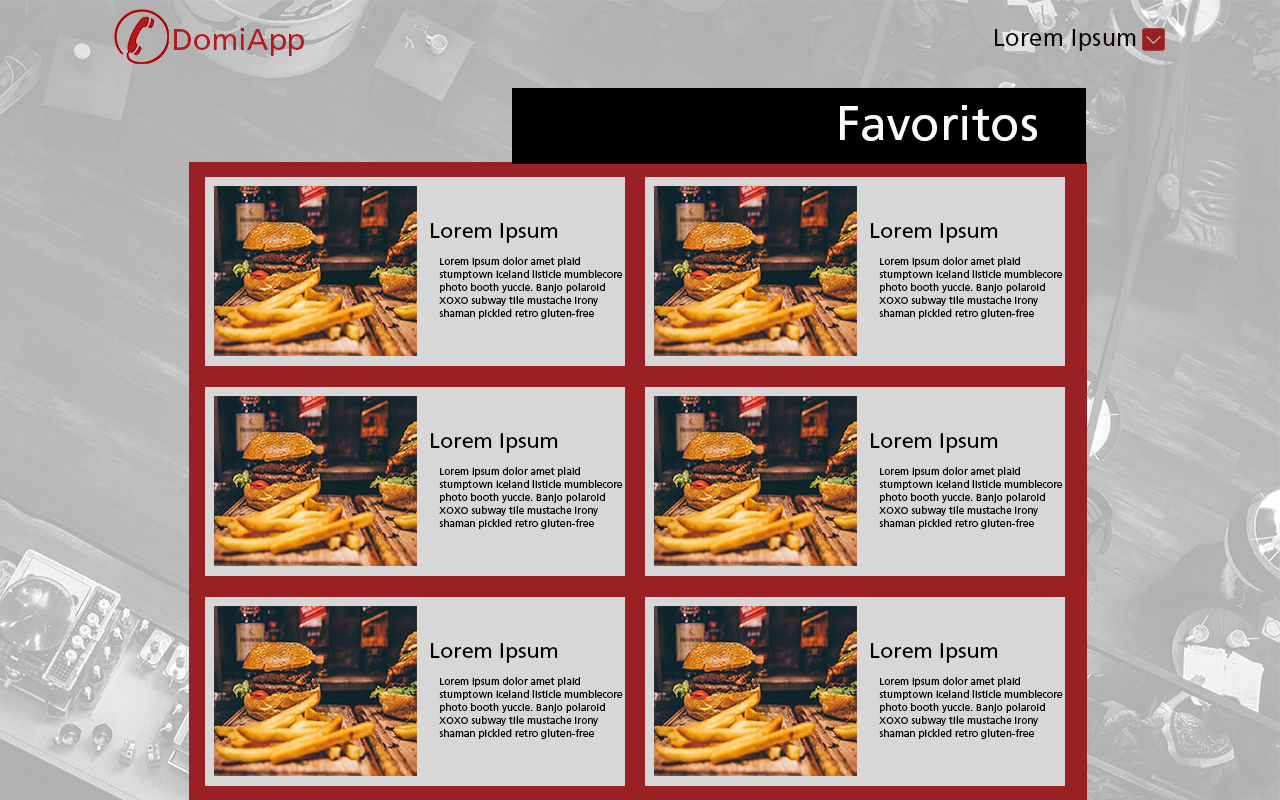 DomiApp
Lorem Ipsum
Favoritos
Lorem Ipsum
Lorem ipsum dolor amet plaid
stumptown iceland listicle mumblecore
photo booth yuccie. Banjo polaroid
XOXO subway tile mustache irony
shaman pickled retro gluten-free
Lorem Ipsum
Lorem ipsum dolor amet plaid
stumptown iceland listicle mumblecore
photo booth yuccie. Banjo polaroid
XOXO subway tile mustache irony
shaman pickled retro gluten-free
Lorem Ipsum
Lorem ipsum dolor amet plaid
stumptown iceland listicle mumblecore
photo booth yuccie. Banjo polaroid
XOXO subway tile mustache irony
shaman pickled retro gluten-free
Lorem Ipsum
Lorem ipsum dolor amet plaid
stumptown iceland listicle mumblecore
photo booth yuccie. Banjo polaroid
XOXO subway tile mustache irony
shaman pickled retro gluten-free
Lorem Ipsum
Lorem ipsum dolor amet plaid
stumptown iceland listicle mumblecore
photo booth yuccie. Banjo polaroid
XOXO subway tile mustache irony
shaman pickled retro gluten-free
Lorem Ipsum
Lorem ipsum dolor amet plaid
stumptown iceland listicle mumblecore
photo booth yuccie. Banjo polaroid
XOXO subway tile mustache irony
shaman pickled retro gluten-free